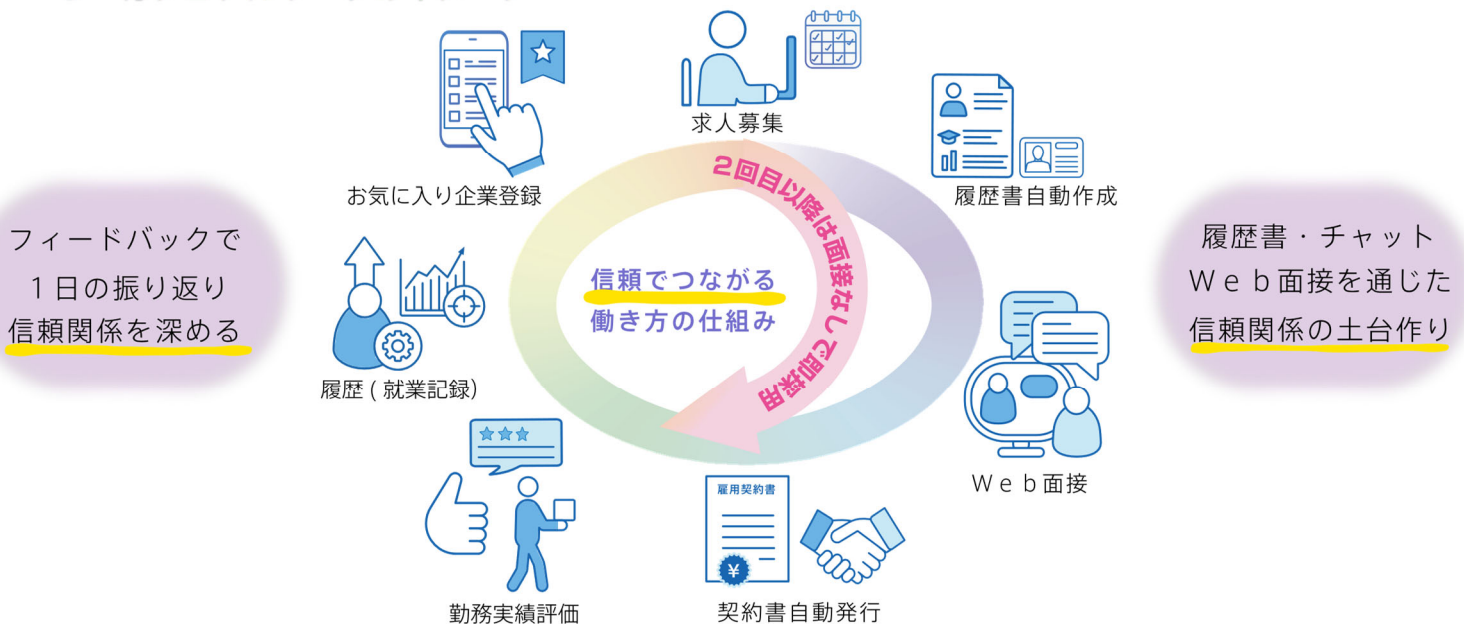 求人募集
履歴書自動作成
Ｗｅｂ面接
雇用契約書
¥
契約書自動発行
勤務実績評価
履歴 ( 就業記録）
お気に入り企業登録
２回目以降は面接なしで即採用
信頼でつながる
働き方の仕組み
フィードバックで
１日の振り返り
信頼関係を深める
履歴書・チャット
Ｗｅｂ面接を通じた
信頼関係の土台作り